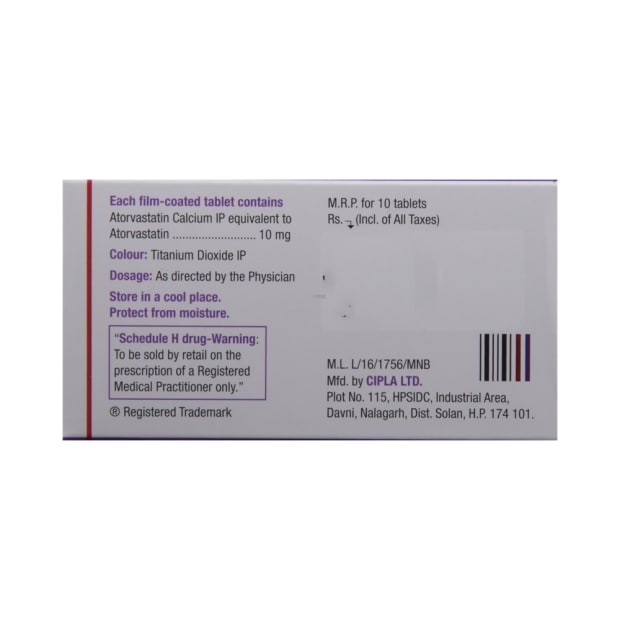 Each film-coated tablet contains
Atorvastatin Calcium IP equivalent to
Atorvastatin ......................... 10 mg
Colour: Titanium Dioxide IP
Dosage: As directed by the Physician
Store in a cool place.
Protect from moisture.
“Schedule H drug-Warning:
To be sold by retail on the
prescription of a Registered
Medical Practitioner only.”
® Registered Trademark
M.R.P. for 10 tablets
Rs. (Incl. of All Taxes)
M.L. L/16/1756/MNB
Mfd. by CIPLA LTD.
Plot No. 115, HPSIDC, Industrial Area,
Davni, Nalagarh, Dist. Solan, H.P. 174 101.